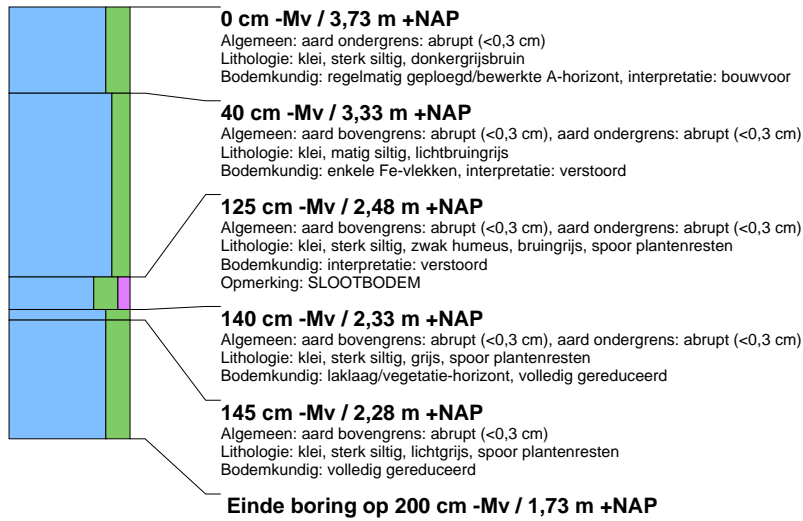 0 cm -Mv / 3,73 m +NAP
Algemeen: aard ondergrens: abrupt (<0,3 cm)
Lithologie: klei, sterk siltig, donkergrijsbruin
Bodemkundig: regelmatig geploegd/bewerkte A-horizont, interpretatie: bouwvoor
40 cm -Mv / 3,33 m +NAP
Algemeen: aard bovengrens: abrupt (<0,3 cm), aard ondergrens: abrupt (<0,3 cm)
Lithologie: klei, matig siltig, lichtbruingrijs
Bodemkundig: enkele Fe-vlekken, interpretatie: verstoord
125 cm -Mv / 2,48 m +NAP
Algemeen: aard bovengrens: abrupt (<0,3 cm), aard ondergrens: abrupt (<0,3 cm)
Lithologie: klei, sterk siltig, zwak humeus, bruingrijs, spoor plantenresten
Bodemkundig: interpretatie: verstoord
Opmerking: SLOOTBODEM
140 cm -Mv / 2,33 m +NAP
Algemeen: aard bovengrens: abrupt (<0,3 cm), aard ondergrens: abrupt (<0,3 cm)
Lithologie: klei, sterk siltig, grijs, spoor plantenresten
Bodemkundig: laklaag/vegetatie-horizont, volledig gereduceerd
145 cm -Mv / 2,28 m +NAP
Algemeen: aard bovengrens: abrupt (<0,3 cm)
Lithologie: klei, sterk siltig, lichtgrijs, spoor plantenresten
Bodemkundig: volledig gereduceerd
Einde boring op 200 cm -Mv / 1,73 m +NAP